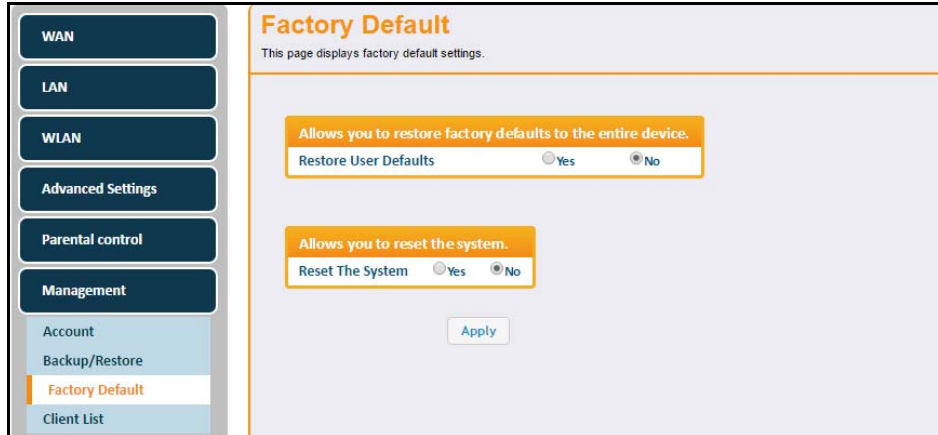 WAN
LAN
WLAN
Advanced Settings
Parental control
Management
Account
Backup/Restore
Factory Default
Client List
Factory Default
This page displays factory default settings.
Allows you to restore factory defaults to the entire device.
Restore User Defaults Yes No
Allows you to reset the system.
Reset The System Yes No
Apply